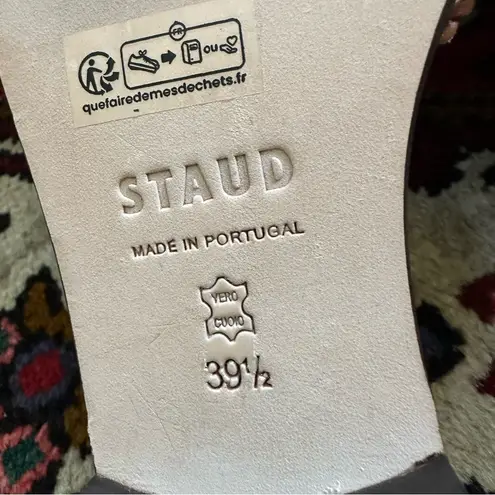 FR
OU
quefairedemesdechets.fr
STAUD
MADE IN PORTUGAL
VERO
CUOIO
39½